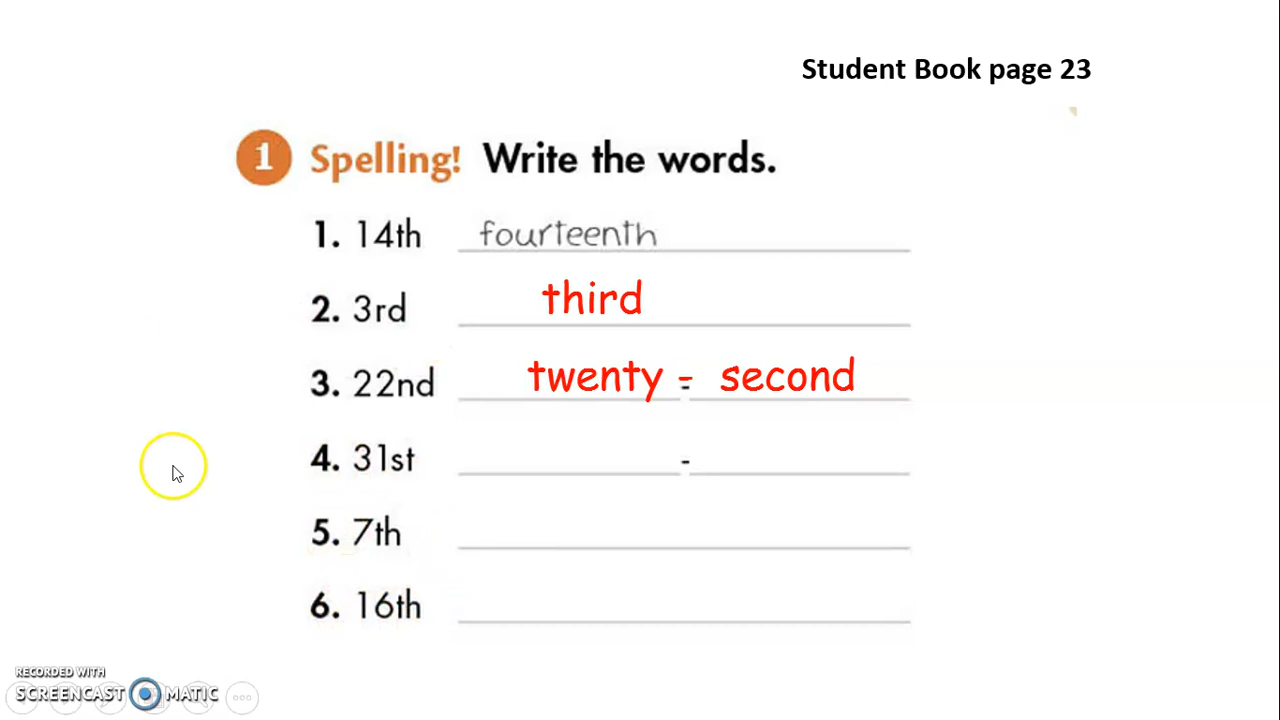 Student Book page 23
1 Spelling! Write the words.
1. 14th fourteenth
2. 3rd third
3. 22nd twenty - second
4. 31st -
5. 7th
6. 16th
RECORDED WITH
SCREENCAST MATIC